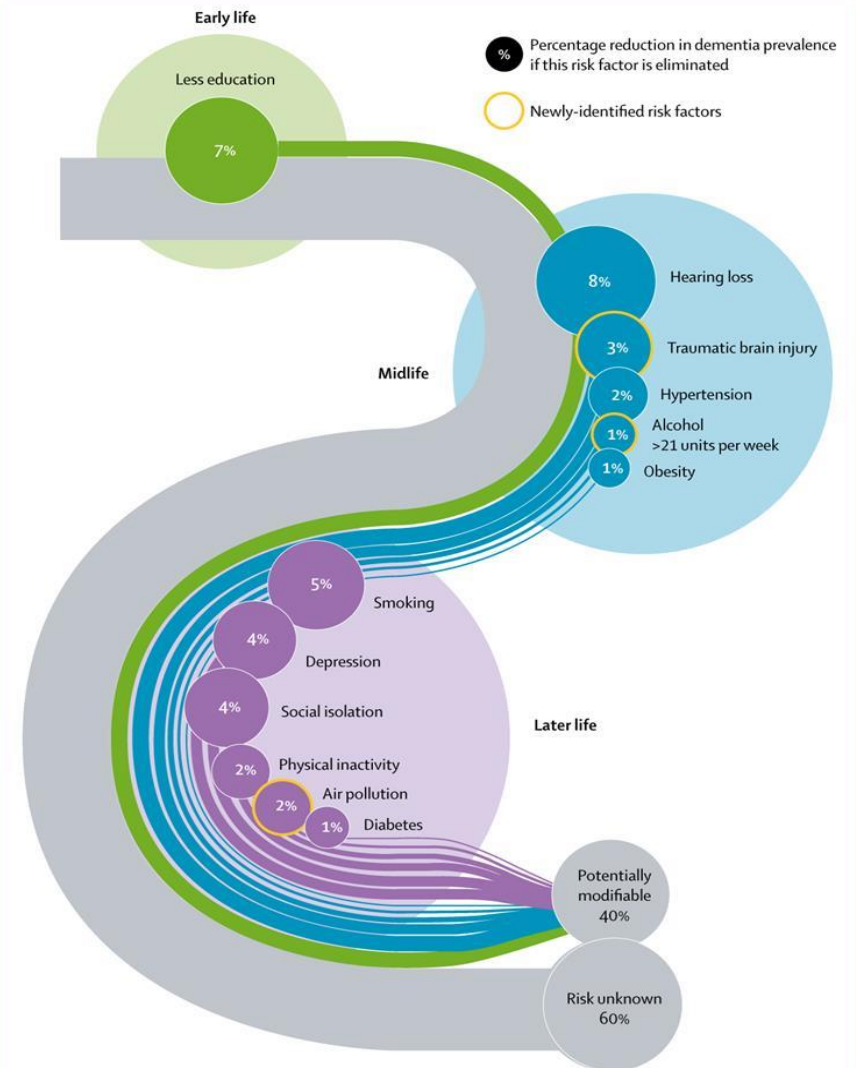 Early life
Less education
7%
% Percentage reduction in dementia prevalence
if this risk factor is eliminated
Newly-identified risk factors
8%
Hearing loss
3%
Traumatic brain injury
Midlife
2%
Hypertension
1%
Alcohol
>21 units per week
1%
Obesity
5%
Smoking
4%
Depression
4%
Social isolation
Later life
2%
Physical inactivity
2%
Air pollution
1%
Diabetes
Potentially
modifiable
40%
Risk unknown
60%